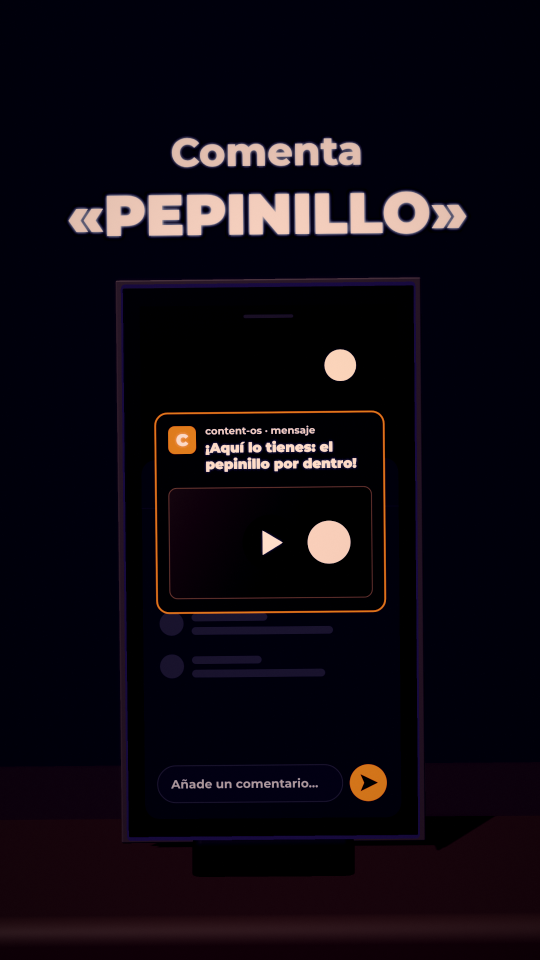 Comenta
«PEPINILLO»
C
content-os · mensaje
¡Aquí lo tienes: el
pepinillo por dentro!
Añade un comentario...